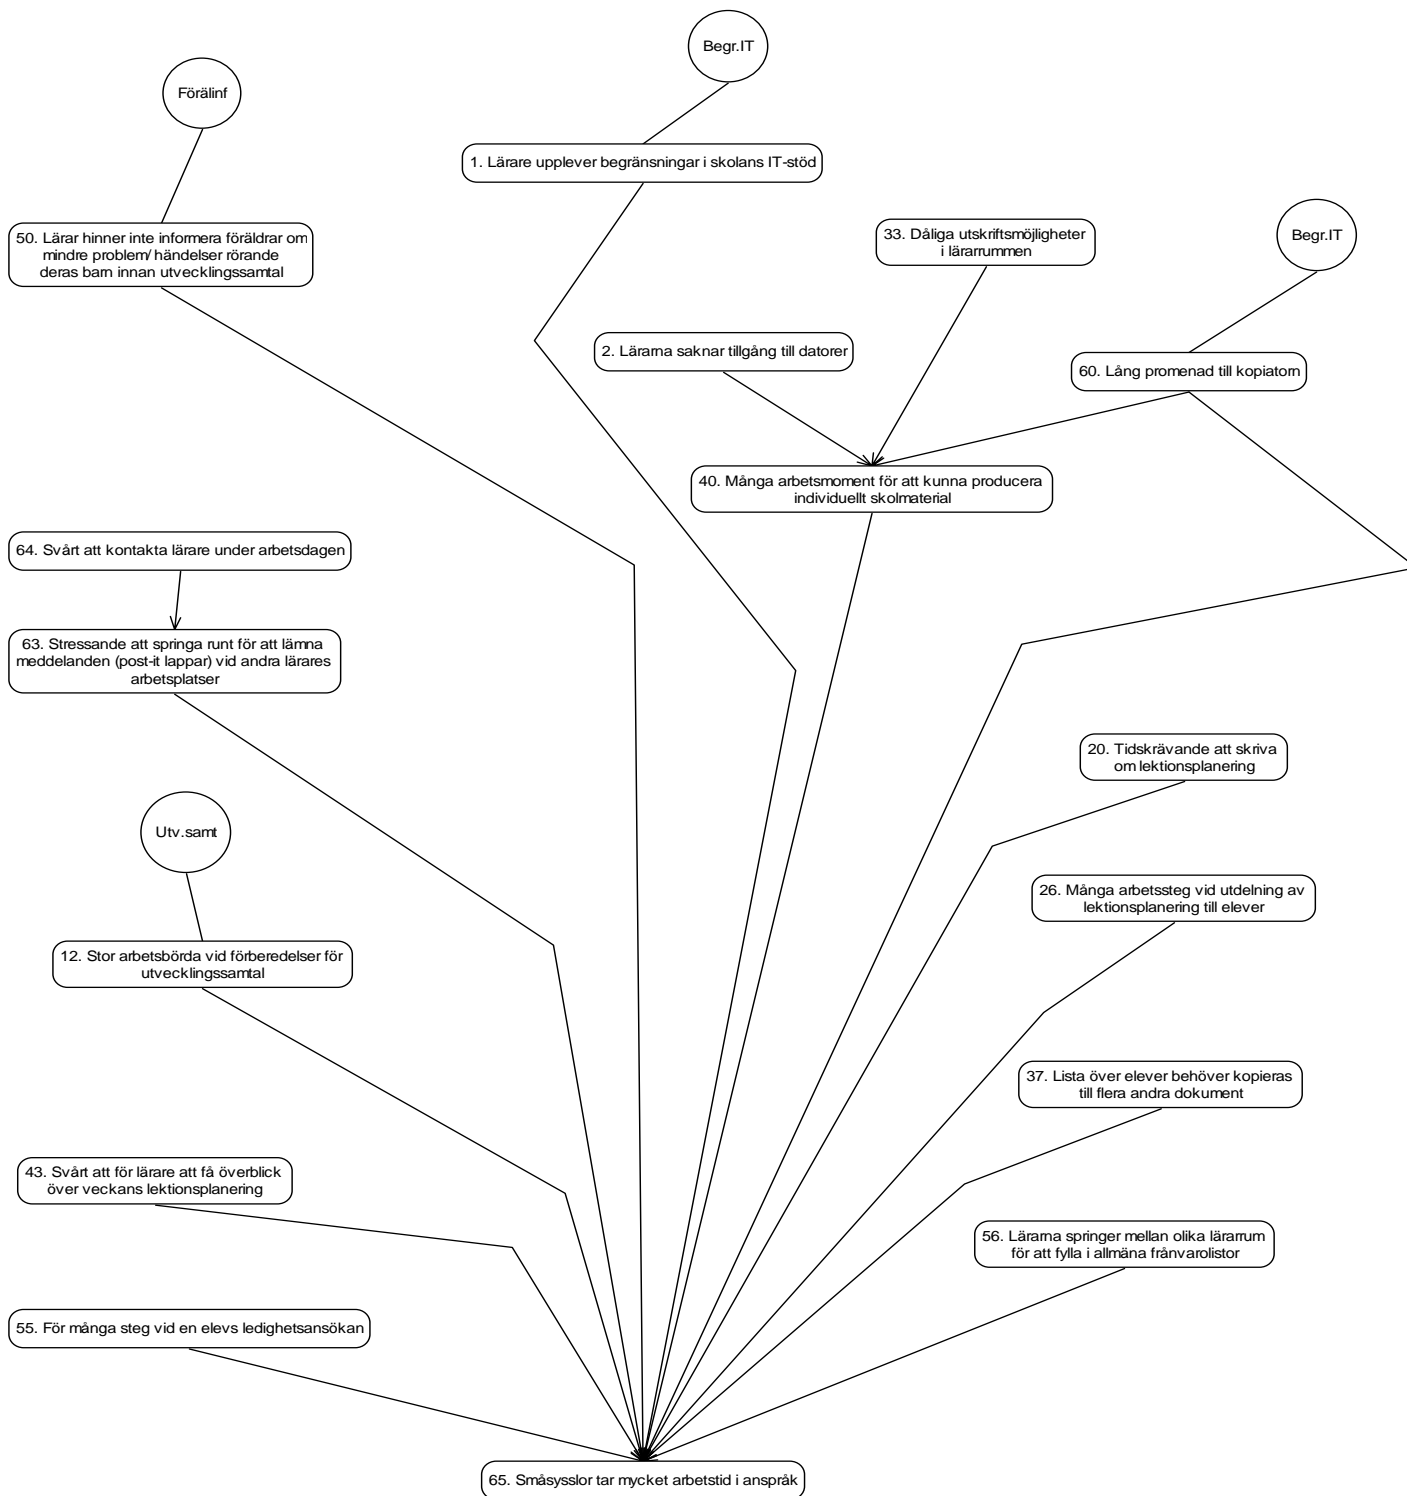 Begr.IT
Förälinf
1. Lärare upplever begränsningar i skolans IT-stöd
50. Lärar hinner inte informera föräldrar om
mindre problem/ händelser rörande
deras barn innan utvecklingssamtal
33. Dåliga utskriftsmöjligheter
i lärarrummen
Begr.IT
2. Lärarna saknar tillgång till datorer
60. Lång promenad till kopiatorn
40. Många arbetsmoment för att kunna producera
individuellt skolmaterial
64. Svårt att kontakta lärare under arbetsdagen
63. Stressande att springa runt för att lämna
meddelanden (post-it lappar) vid andra lärares
arbetsplatser
20. Tidskrävande att skriva
om lektionsplanering
Utv.samt
26. Många arbetssteg vid utdelning av
lektionsplanering till elever
12. Stor arbetsbörda vid förberedelser för
utvecklingssamtal
37. Lista över elever behöver kopieras
till flera andra dokument
43. Svårt att för lärare att få överblick
över veckans lektionsplanering
56. Lärarna springer mellan olika lärarrum
för att fylla i allmäna frånvarolistor
55. För många steg vid en elevs ledighetsansökan
65. Småsysslor tar mycket arbetstid i anspråk